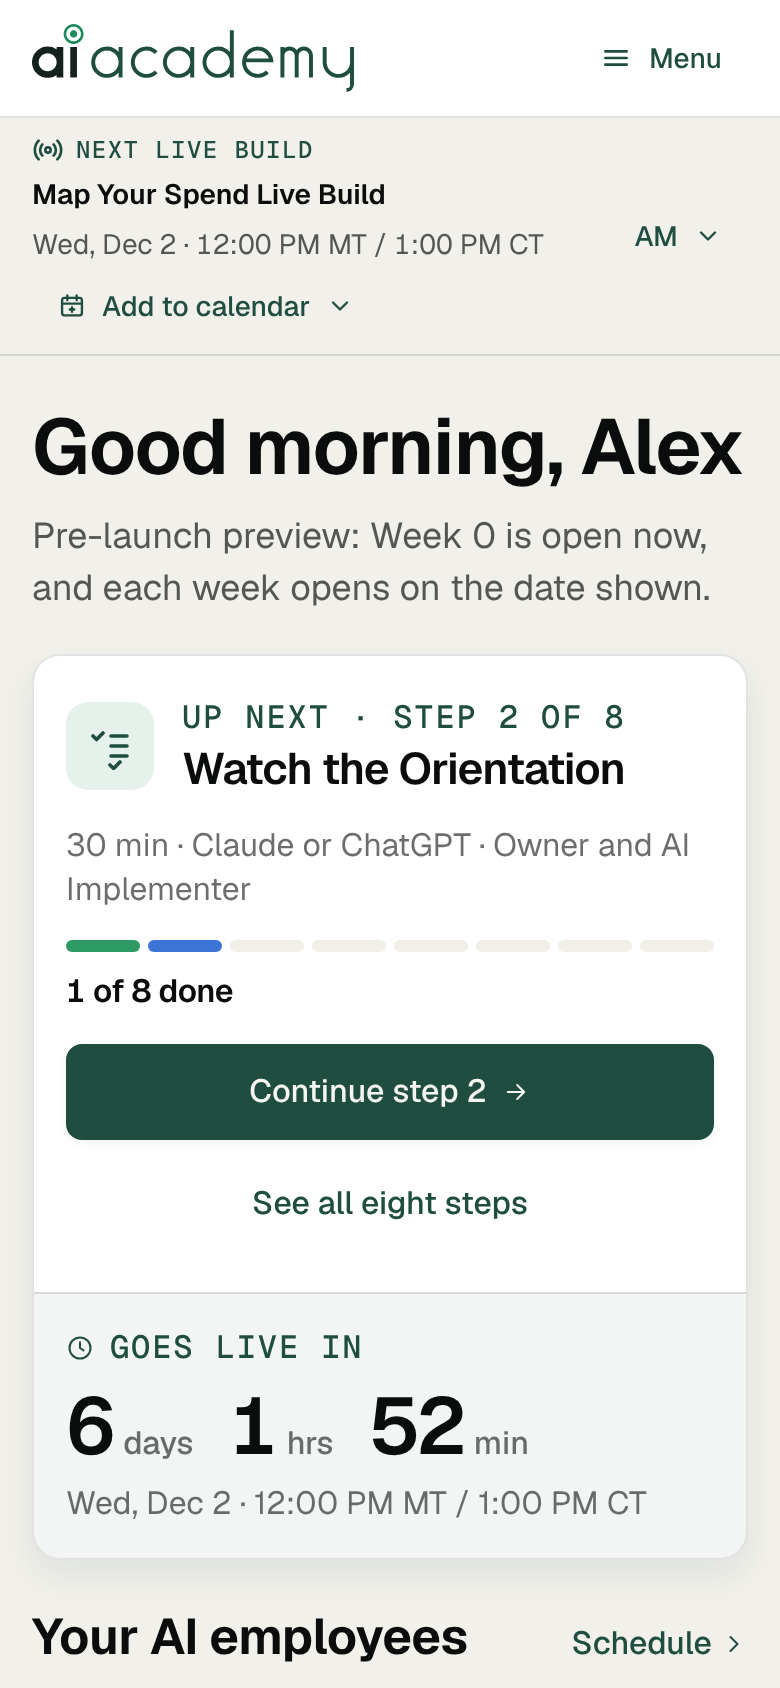 ai academy
Menu
NEXT LIVE BUILD
Map Your Spend Live Build
Wed, Dec 2 · 12:00 PM MT / 1:00 PM CT
AM
Add to calendar
Good morning, Alex
Pre-launch preview: Week 0 is open now,
and each week opens on the date shown.
UP NEXT · STEP 2 OF 8
Watch the Orientation
30 min · Claude or ChatGPT · Owner and AI
Implementer
1 of 8 done
Continue step 2 →
See all eight steps
GOES LIVE IN
6 days 1 hrs 52 min
Wed, Dec 2 · 12:00 PM MT / 1:00 PM CT
Your AI employees
Schedule